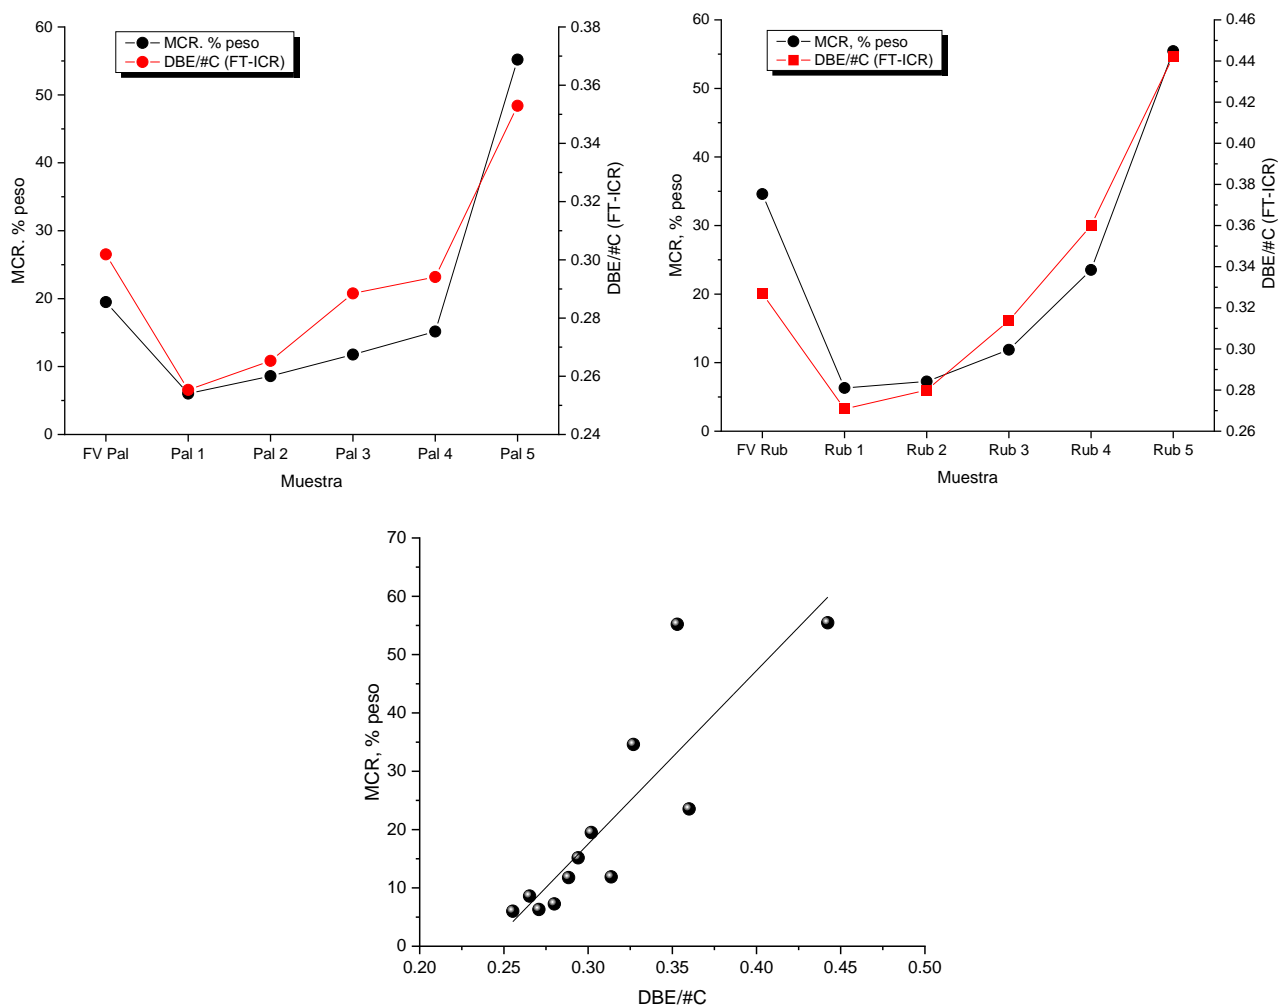 MCR. % peso
DBE/#C (FT-ICR)
60
50
40
30
20
10
0
MCR. % peso
0.38
0.36
0.34
0.32
0.30
0.28
0.26
0.24
DBE/#C (FT-ICR)
FV Pal Pal 1 Pal 2 Pal 3 Pal 4 Pal 5
Muestra
MCR, % peso
DBE/#C (FT-ICR)
60
50
40
30
20
10
0
MCR, % peso
0.46
0.44
0.42
0.40
0.38
0.36
0.34
0.32
0.30
0.28
0.26
DBE/#C (FT-ICR)
FV Rub Rub 1 Rub 2 Rub 3 Rub 4 Rub 5
Muestra
70
60
50
40
30
20
10
0
MCR, % peso
0.20 0.25 0.30 0.35 0.40 0.45 0.50
DBE/#C